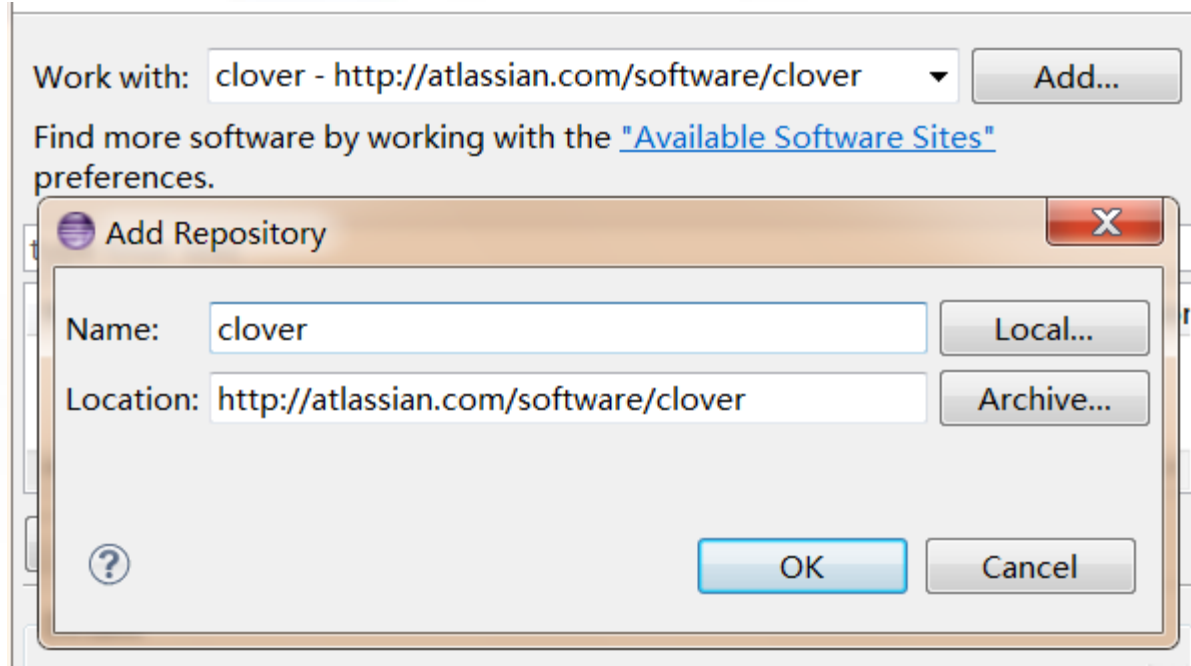 Work with: clover - http://atlassian.com/software/clover Add...
Find more software by working with the "Available Software Sites"
preferences.
Add Repository
Name: clover Local...
Location: http://atlassian.com/software/clover Archive...
OK Cancel